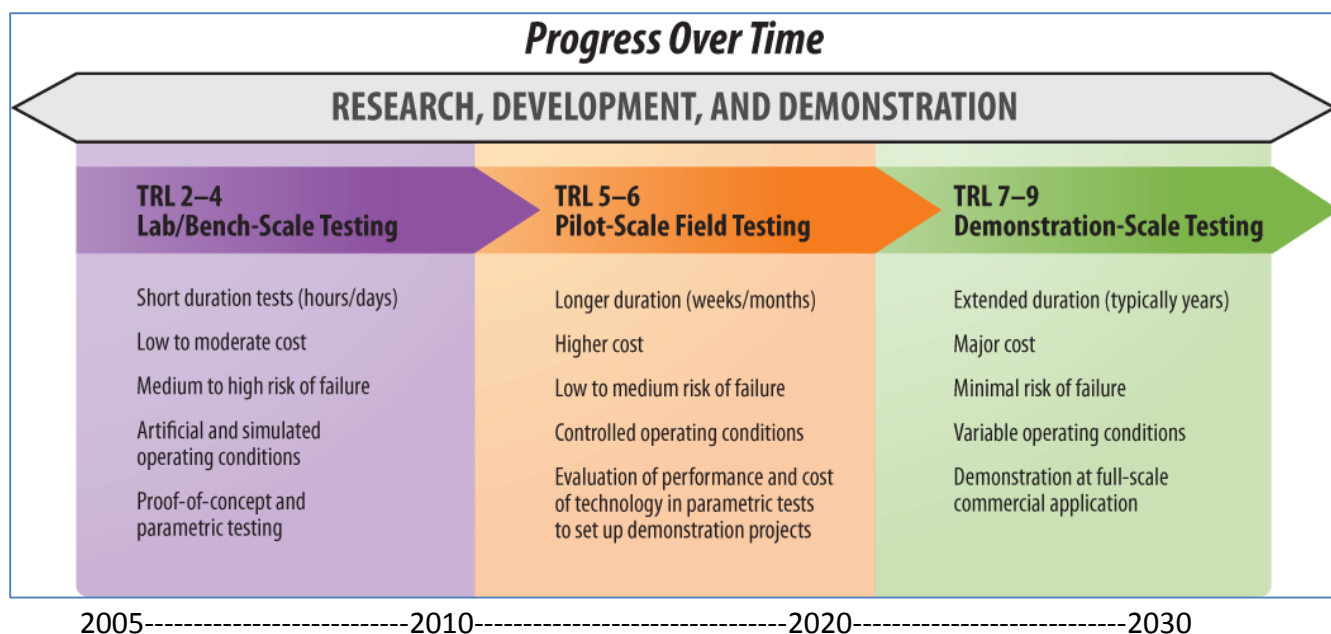 Progress Over Time
RESEARCH, DEVELOPMENT, AND DEMONSTRATION
TRL 2–4
Lab/Bench-Scale Testing
Short duration tests (hours/days)
Low to moderate cost
Medium to high risk of failure
Artificial and simulated
operating conditions
Proof-of-concept and
parametric testing
TRL 5–6
Pilot-Scale Field Testing
Longer duration (weeks/months)
Higher cost
Low to medium risk of failure
Controlled operating conditions
Evaluation of performance and cost
of technology in parametric tests
to set up demonstration projects
TRL 7–9
Demonstration-Scale Testing
Extended duration (typically years)
Major cost
Minimal risk of failure
Variable operating conditions
Demonstration at full-scale
commercial application
2005--------------------------2010-------------------------------2020---------------------------2030